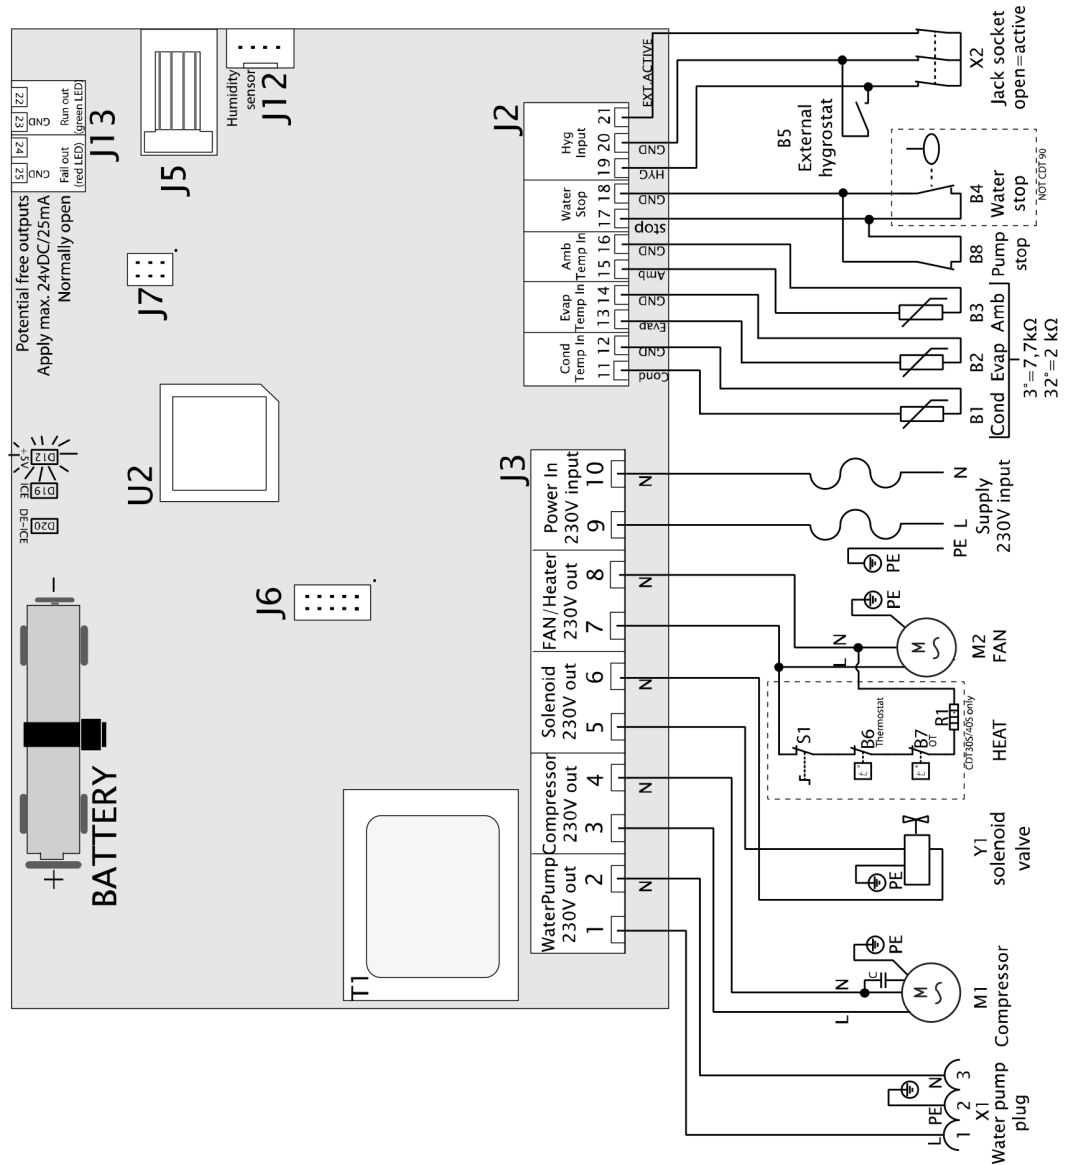 22
23
GND
Run out
(green LED)
24
25
GND
Fail out
(red LED)
J13
Potential free outputs
Apply max. 24vDC/25mA
Normally open
J5
Humidity
sensor
J12
J7
+5V
D12
ICE
D19
DE-ICE
D20
U2
J6
+
−
BATTERY
T1
J2
EXT.ACTIVE
Hyg
Input
21
20
19
GND
HYG
Water
Stop
18
17
GND
stop
Amb
Temp In
16
15
GND
Amb
Evap
Temp In
14
13
GND
Evap
Cond
Temp In
12
11
GND
Cond
J3
Power In
230V input
10
9
N
FAN/Heater
230V out
8
7
N
Solenoid
230V out
6
5
N
Compressor
230V out
4
3
N
WaterPump
230V out
2
1
N
X2
Jack socket
open=active
B5
External
hygrostat
B4
Water
stop
NOT CDT 90
B8
Pump
stop
B3
Amb
B2
Evap
B1
Cond
3°=7,7kΩ
32°=2 kΩ
N
L
PE
Supply
230V input
PE
PE
N
L
M
M2
FAN
S1
B6
Thermostat
t°
B7
OT
t°
R1
CDT30S/40S only
HEAT
PE
Y1
solenoid
valve
PE
C
N
L
M
M1
Compressor
N
3
PE
2
L
1
X1
Water pump
plug